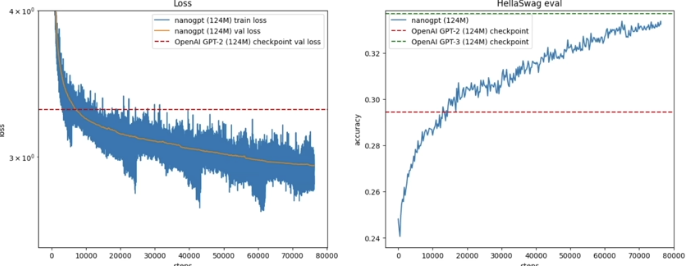 Loss
4 × 10⁰
3 × 10⁰
loss
nanogpt (124M) train loss
nanogpt (124M) val loss
OpenAI GPT-2 (124M) checkpoint val loss
0 10000 20000 30000 40000 50000 60000 70000 80000
steps
HellaSwag eval
nanogpt (124M)
OpenAI GPT-2 (124M) checkpoint
OpenAI GPT-3 (124M) checkpoint
0.32
0.30
0.28
0.26
0.24
accuracy
0 10000 20000 30000 40000 50000 60000 70000 80000
steps